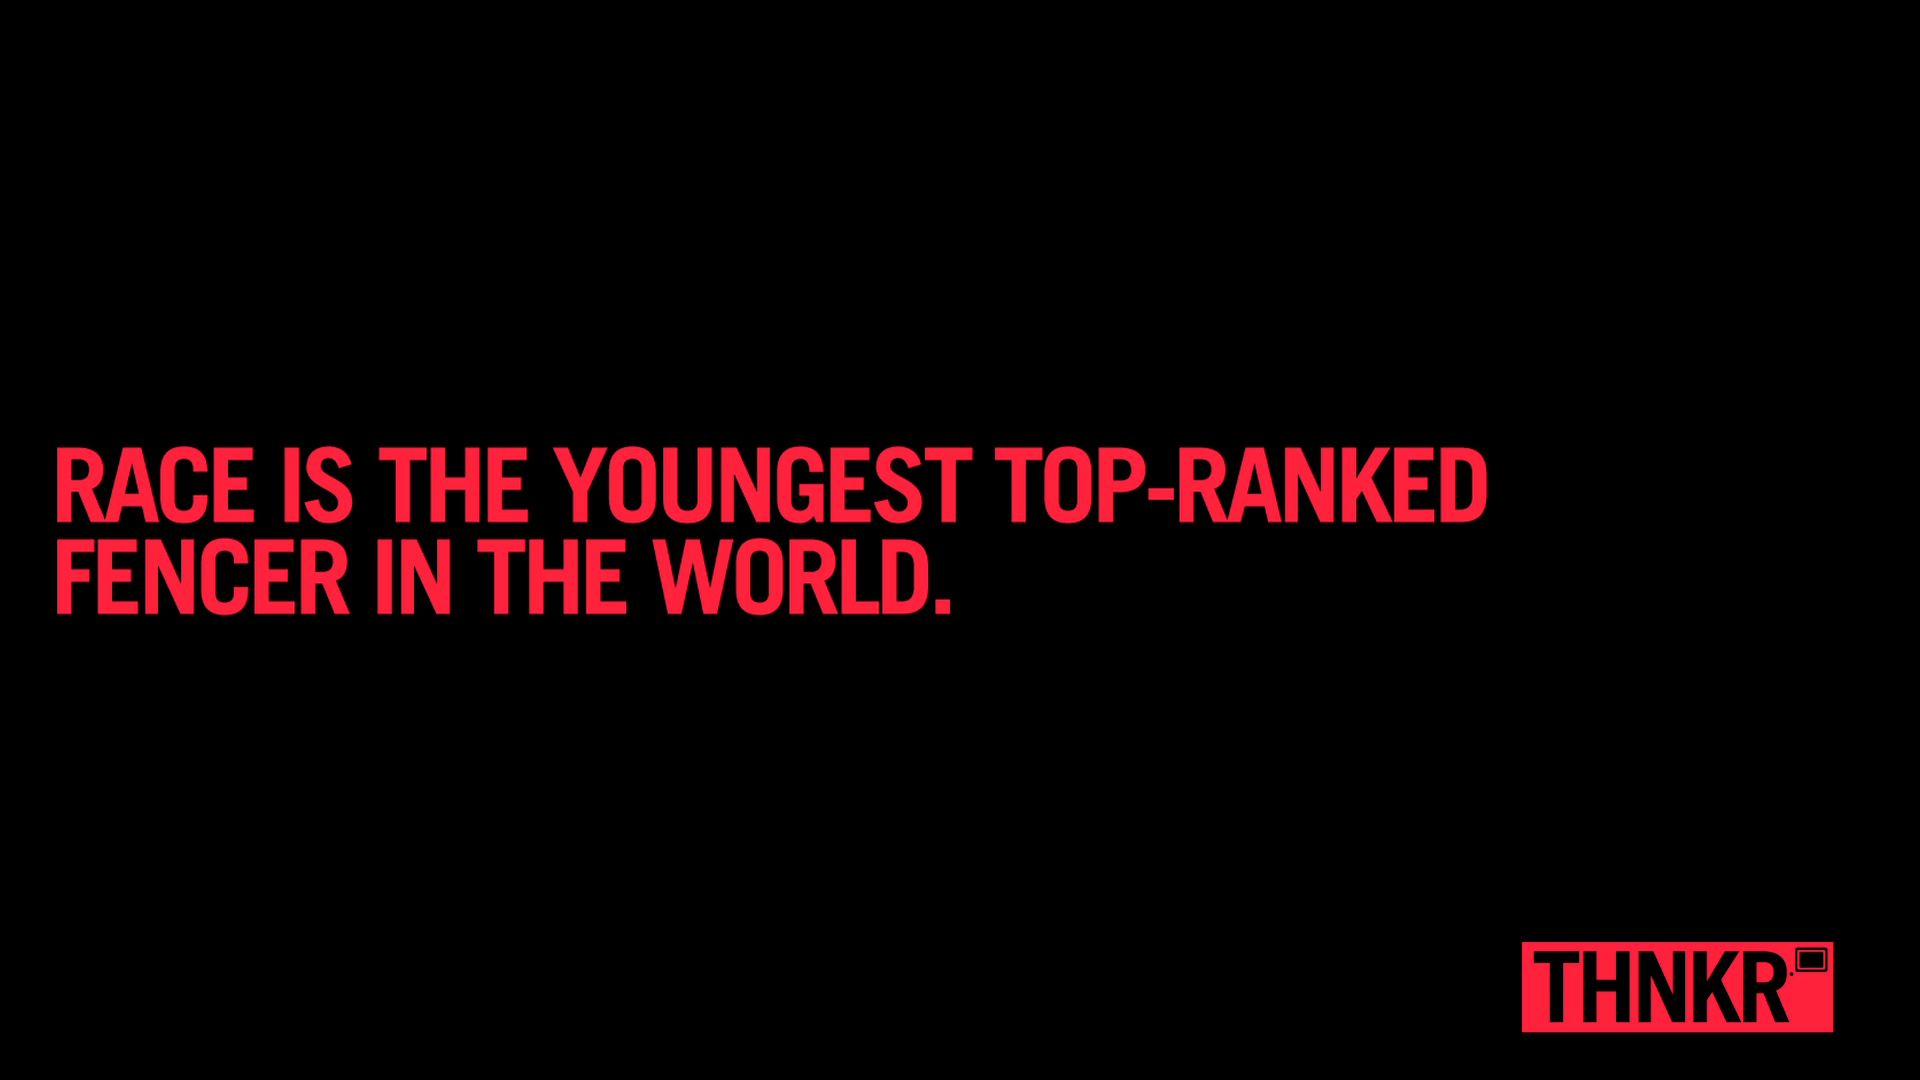 RACE IS THE YOUNGEST TOP-RANKED
FENCER IN THE WORLD.
THNKR